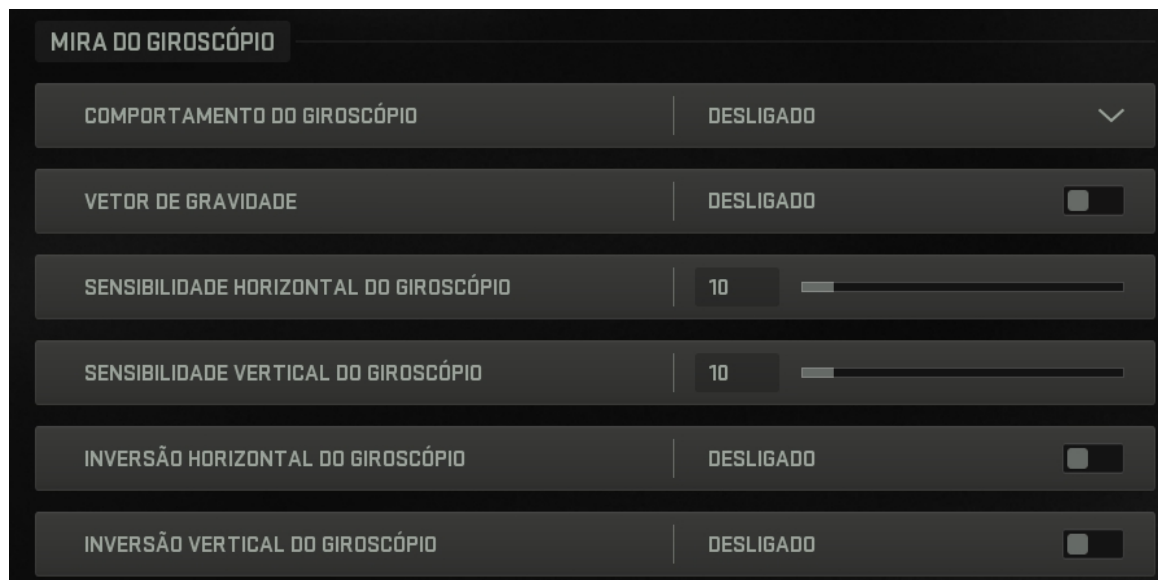 MIRA DO GIROSCÓPIO
COMPORTAMENTO DO GIROSCÓPIO DESLIGADO
VETOR DE GRAVIDADE DESLIGADO
SENSIBILIDADE HORIZONTAL DO GIROSCÓPIO 10
SENSIBILIDADE VERTICAL DO GIROSCÓPIO 10
INVERSÃO HORIZONTAL DO GIROSCÓPIO DESLIGADO
INVERSÃO VERTICAL DO GIROSCÓPIO DESLIGADO